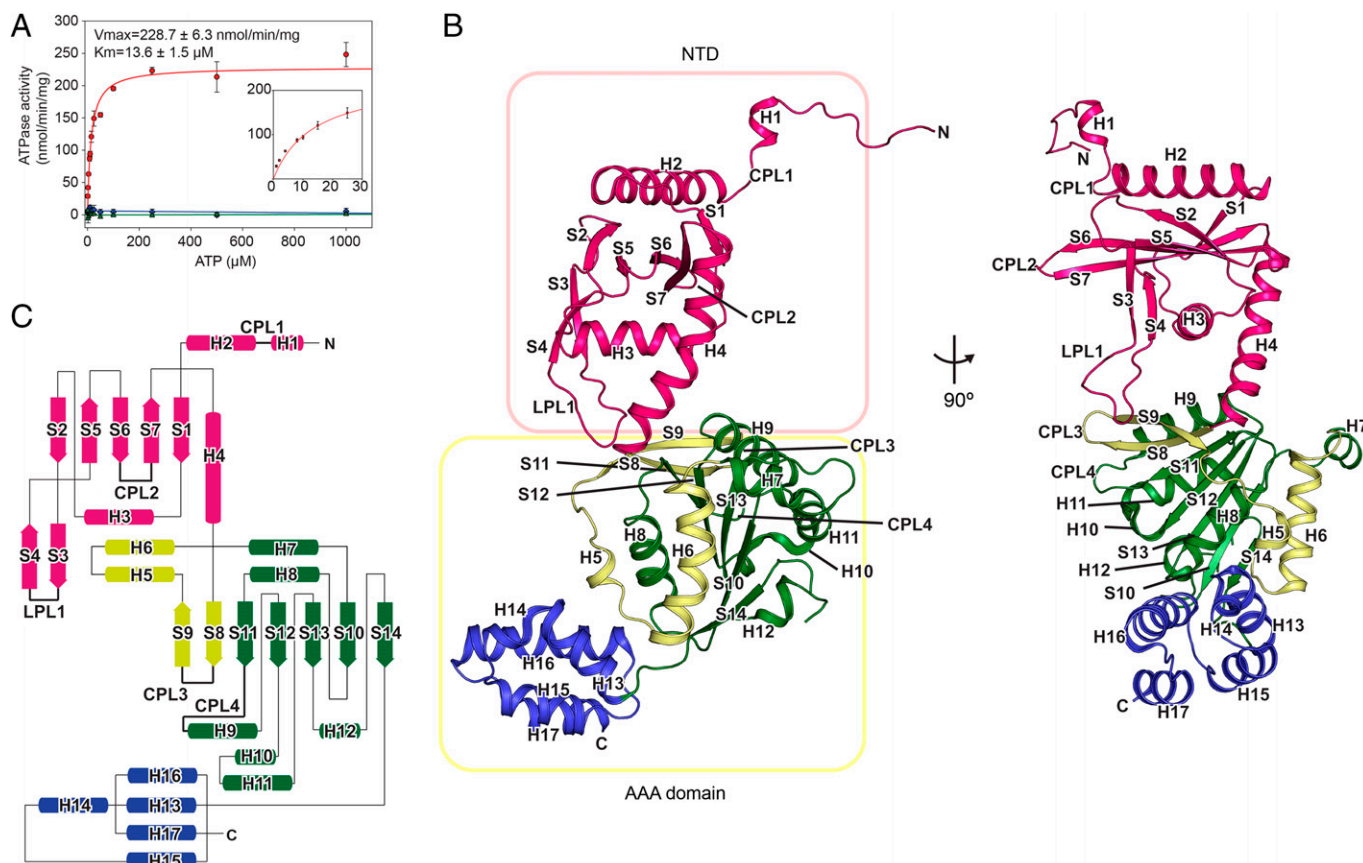 A
300
250
200
150
100
50
0
ATPase activity
(nmol/min/mg)
Vmax=228.7 ± 6.3 nmol/min/mg
Km=13.6 ± 1.5 µM
200
100
0 10 20 30
0 200 400 600 800 1000
ATP (µM)
B
NTD
H1
N
H2
CPL1
S1
S2
S5
S6
S3
S7
CPL2
S4
H3
H4
LPL1
S9
H9
CPL3
S8
S11
H7
S12
S13
CPL4
H11
H8
H5
H6
H10
S10
S14
H12
H14
H16
H13
H15
H17
C
AAA domain
90º
H1
N
H2
CPL1
S1
S2
S6
S5
CPL2
S7
S3
S4
H3
H4
LPL1
S9
H9
CPL3
S8
H7
CPL4
S11
H11
S12
H8
H5
H6
H10
S13
S14
H12
S10
H16
H14
H13
H15
C
H17
C
CPL1
H2
H1
N
S2
S5
S6
S7
S1
H4
CPL2
H3
S4
S3
LPL1
H6
H7
H5
H8
S9
S8
S11
S12
S13
S10
S14
CPL3
CPL4
H9
H12
H10
H11
H16
H14
H13
H17
C
H15